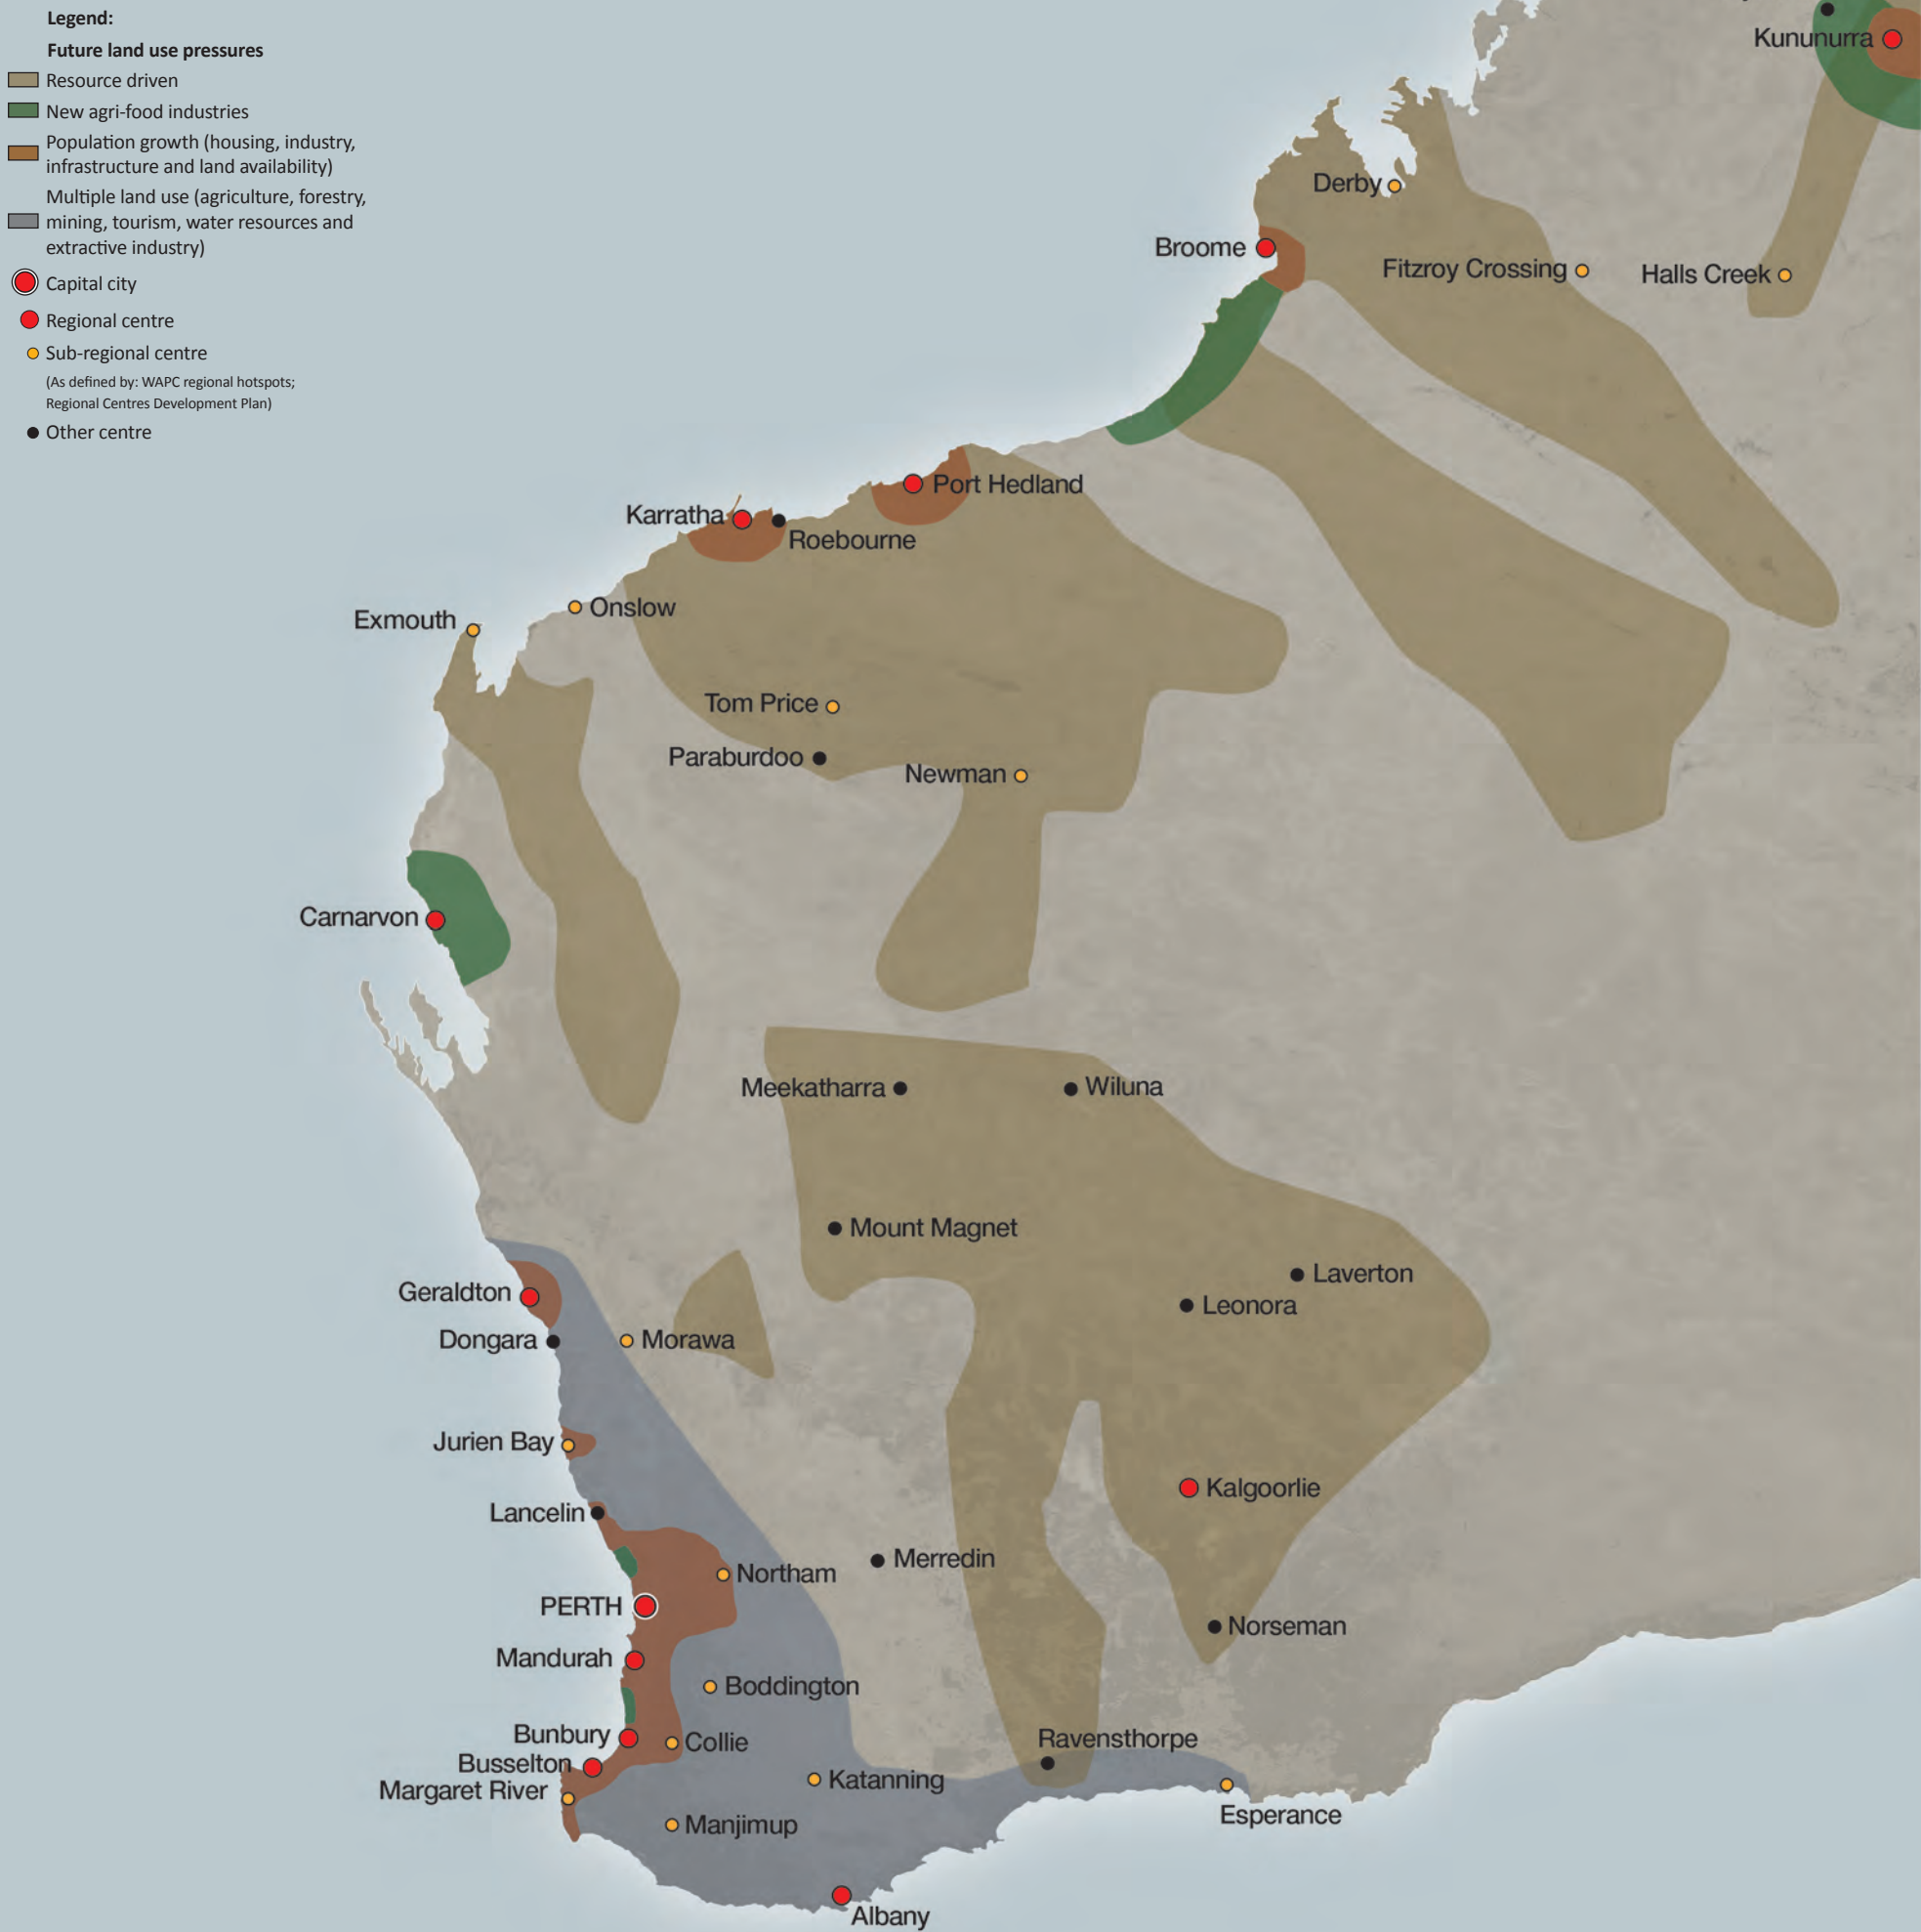 Legend:
Future land use pressures
Resource driven
New agri-food industries
Population growth (housing, industry,
infrastructure and land availability)
Multiple land use (agriculture, forestry,
mining, tourism, water resources and
extractive industry)
Capital city
Regional centre
Sub-regional centre
(As defined by: WAPC regional hotspots;
Regional Centres Development Plan)
Other centre
Kununurra
Derby
Broome
Fitzroy Crossing
Halls Creek
Port Hedland
Karratha
Roebourne
Onslow
Exmouth
Tom Price
Paraburdoo
Newman
Carnarvon
Meekatharra
Wiluna
Mount Magnet
Laverton
Geraldton
Leonora
Dongara
Morawa
Jurien Bay
Kalgoorlie
Lancelin
Merredin
Northam
PERTH
Norseman
Mandurah
Boddington
Bunbury
Collie
Ravensthorpe
Busselton
Katanning
Margaret River
Esperance
Manjimup
Albany